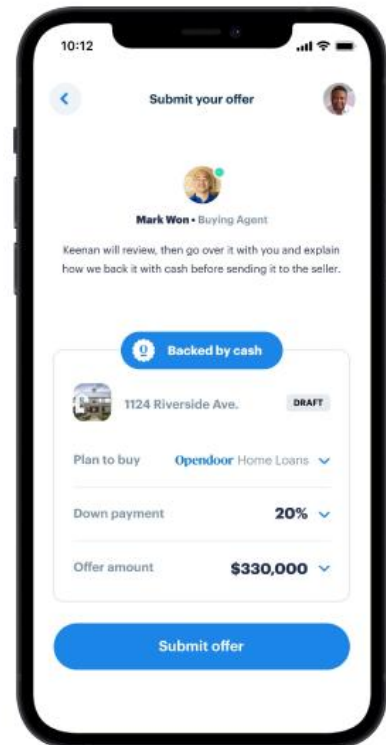 10:12
Submit your offer
Mark Won • Buying Agent
Keenan will review, then go over it with you and explain
how we back it with cash before sending it to the seller.
Backed by cash
1124 Riverside Ave. DRAFT
Plan to buy Opendoor Home Loans
Down payment 20%
Offer amount $330,000
Submit offer